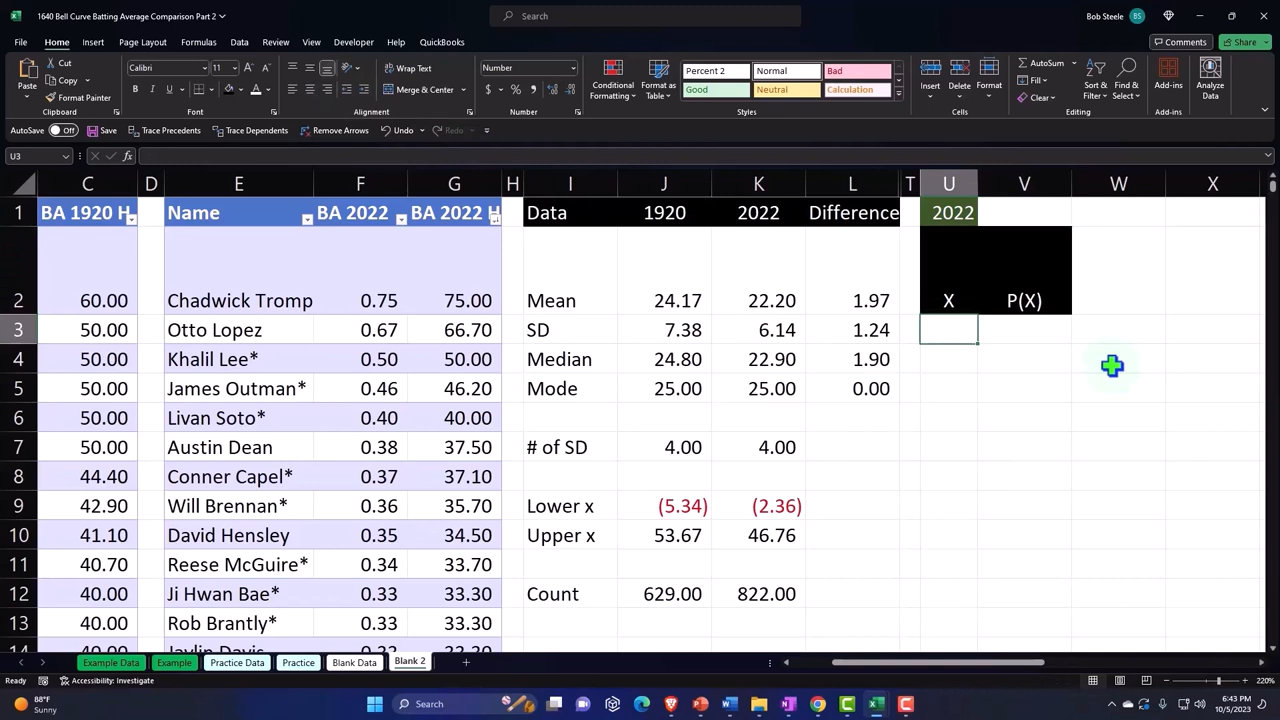 1640 Bell Curve Batting Average Comparison Part 2
Search
Bob Steele BS
File Home Insert Page Layout Formulas Data Review View Developer Help QuickBooks Comments Share
Paste Cut Copy Format Painter Clipboard
Calibri 11 B I U A A A Font
Wrap Text Merge & Center Alignment
Number $ % Number
Conditional Formatting Format as Table
Percent 2 Normal Bad
Good Neutral Calculation
Styles
Insert Delete Format Cells
AutoSum Fill Clear Sort & Filter Find & Select Editing
Add-ins Add-ins
Analyze Data
AutoSave Off Save Trace Precedents Trace Dependents Remove Arrows Undo Redo
U3 fx
C D E F G H I J K L T U V W X
1 BA 1920 H Name BA 2022 BA 2022 H Data 1920 2022 Difference 2022
2 60.00 Chadwick Tromp 0.75 75.00 Mean 24.17 22.20 1.97 X P(X)
3 50.00 Otto Lopez 0.67 66.70 SD 7.38 6.14 1.24
4 50.00 Khalil Lee* 0.50 50.00 Median 24.80 22.90 1.90
5 50.00 James Outman* 0.46 46.20 Mode 25.00 25.00 0.00
6 50.00 Livan Soto* 0.40 40.00
7 50.00 Austin Dean 0.38 37.50 # of SD 4.00 4.00
8 44.40 Conner Capel* 0.37 37.10
9 42.90 Will Brennan* 0.36 35.70 Lower x (5.34) (2.36)
10 41.10 David Hensley 0.35 34.50 Upper x 53.67 46.76
11 40.70 Reese McGuire* 0.34 33.70
12 40.00 Ji Hwan Bae* 0.33 33.30 Count 629.00 822.00
13 40.00 Rob Brantly* 0.33 33.30
14 40.00 Jaylin Davis 0.33 33.30
Example Data Example Practice Data Practice Blank Data Blank 2
Ready Accessibility: Investigate 220%
88°F
Sunny
Search
6:43 PM
10/5/2023